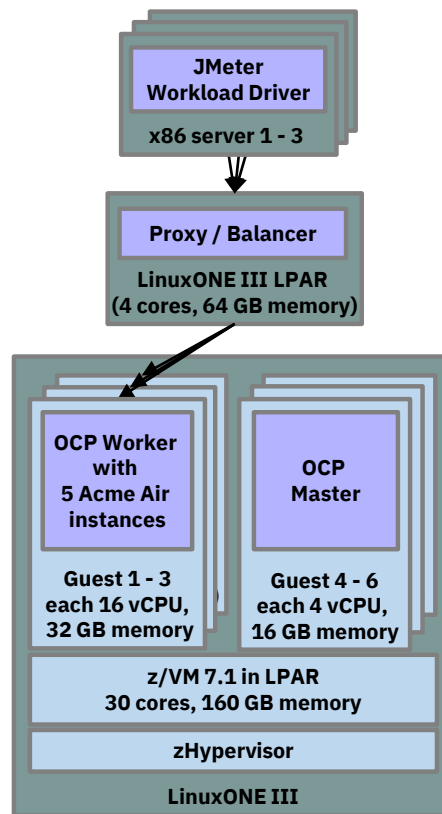 JMeter
Workload Driver
x86 server 1 - 3
Proxy / Balancer
LinuxONE III LPAR
(4 cores, 64 GB memory)
OCP Worker
with
5 Acme Air
instances
Guest 1 - 3
each 16 vCPU,
32 GB memory
)
OCP
Master
Guest 4 - 6
each 4 vCPU,
16 GB memory
z/VM 7.1 in LPAR
30 cores, 160 GB memory
zHypervisor
LinuxONE III